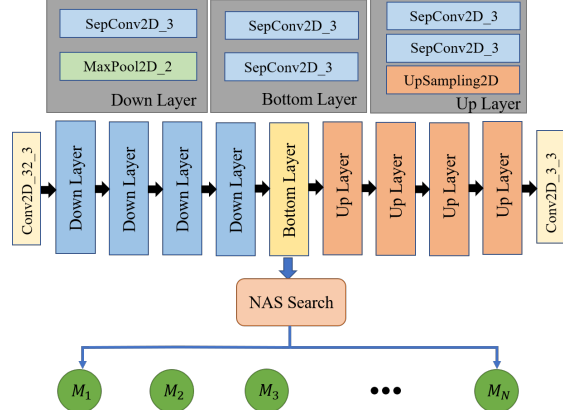 SepConv2D_3
MaxPool2D_2
Down Layer
SepConv2D_3
SepConv2D_3
Bottom Layer
SepConv2D_3
SepConv2D_3
UpSampling2D
Up Layer
Conv2D_32_3
Down Layer
Down Layer
Down Layer
Down Layer
Bottom Layer
Up Layer
Up Layer
Up Layer
Up Layer
Conv2D_3_3
NAS Search
M1
M2
M3
•••
MN